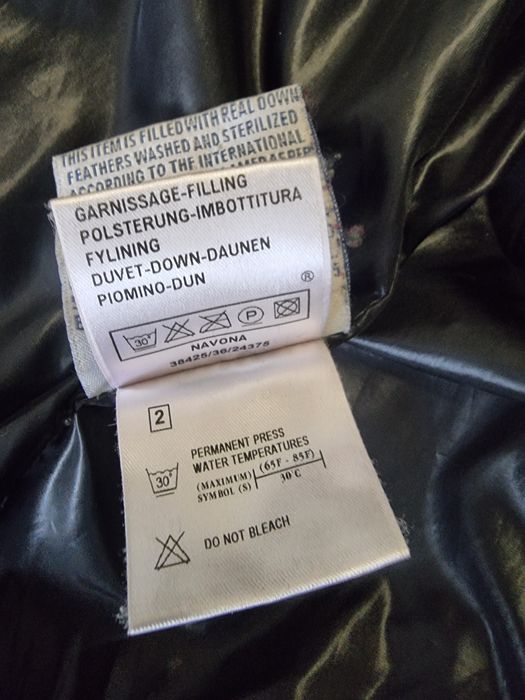 THIS ITEM IS FILLED WITH REAL DOWN
FEATHERS WASHED AND STERILIZED
ACCORDING TO THE INTERNATIONAL
GARNISSAGE-FILLING
POLSTERUNG-IMBOTTITURA
FYLINING
DUVET-DOWN-DAUNEN
PIOMINO-DUN
®
30° P
NAVONA
38425/36/24375
2
PERMANENT PRESS
WATER TEMPERATURES
30° (MAXIMUM) (65F - 85F)
SYMBOL (S) 30°C
DO NOT BLEACH